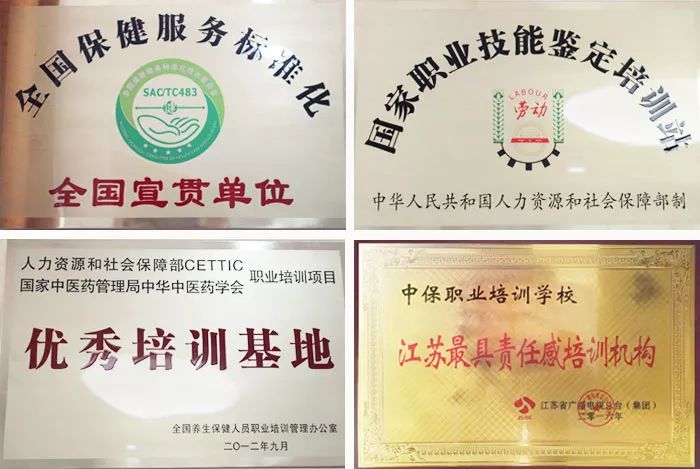 全国保健服务标准化
SAC/TC483
全国宣贯单位
国家职业技能鉴定培训站
LABOUR
劳动
中华人民共和国人力资源和社会保障部制
人力资源和社会保障部CETTIC
国家中医药管理局中华中医药学会
职业培训项目
优秀培训基地
全国养生保健人员职业培训管理办公室
二〇一二年九月
中保职业培训学校
江苏最具责任感培训机构
江苏省广播电视总台(集团)
二零一六年